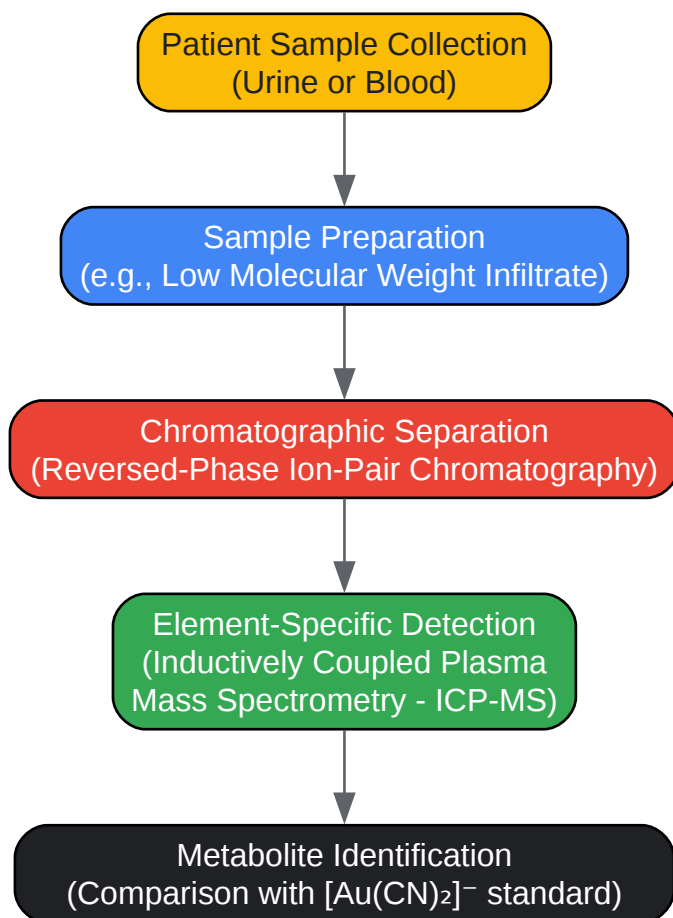 Patient Sample Collection
(Urine or Blood)
Sample Preparation
(e.g., Low Molecular Weight Infiltrate)
Chromatographic Separation
(Reversed-Phase Ion-Pair Chromatography)
Element-Specific Detection
(Inductively Coupled Plasma
Mass Spectrometry - ICP-MS)
Metabolite Identification
(Comparison with [Au(CN)₂]⁻ standard)